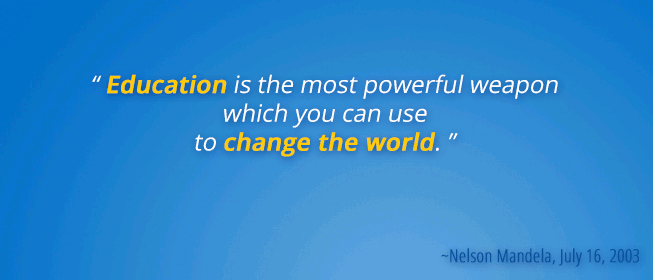 “ Education is the most powerful weapon
which you can use
to change the world. ”
~Nelson Mandela, July 16, 2003